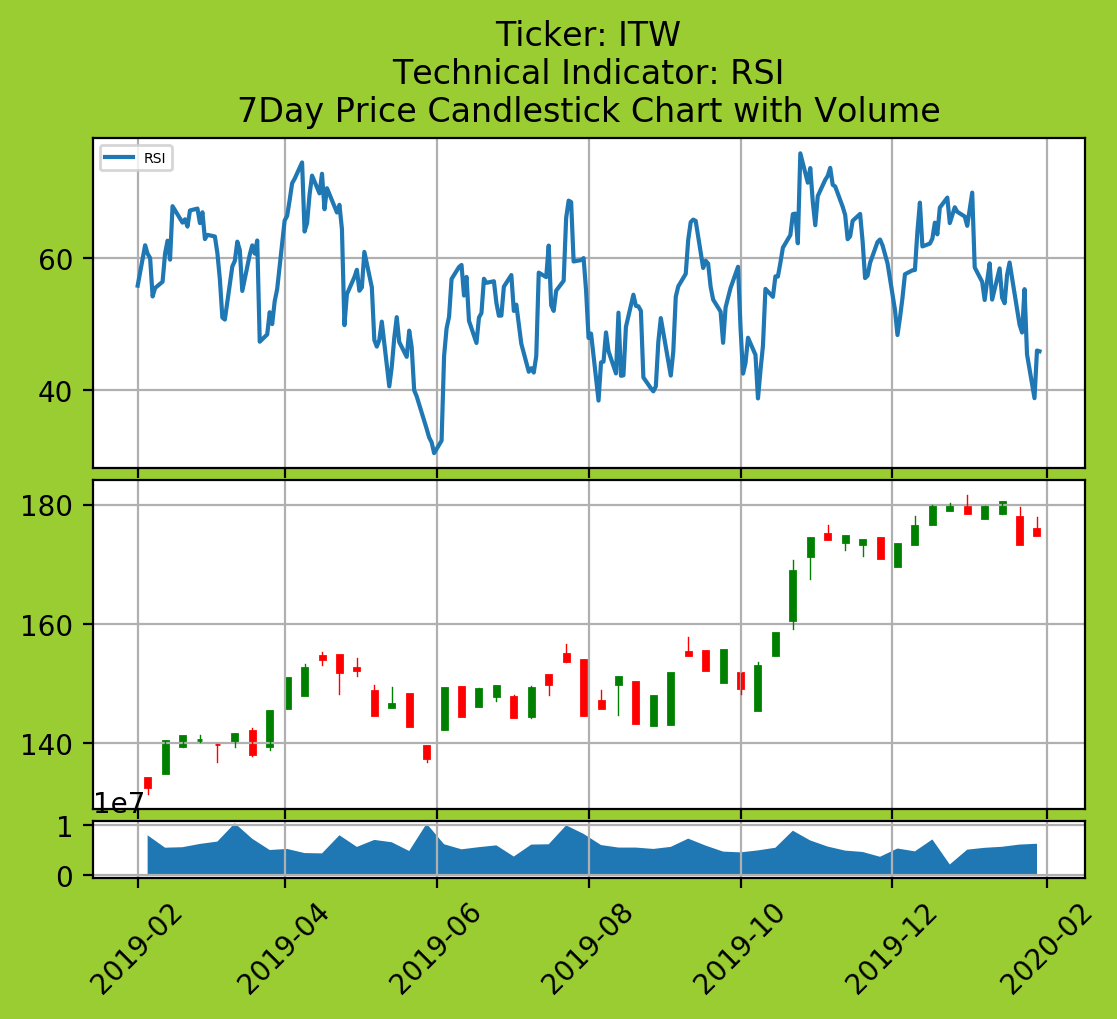 Ticker: ITW
Technical Indicator: RSI
7Day Price Candlestick Chart with Volume
RSI
60
40
180
160
140
1e7
1
0
2019-02
2019-04
2019-06
2019-08
2019-10
2019-12
2020-02